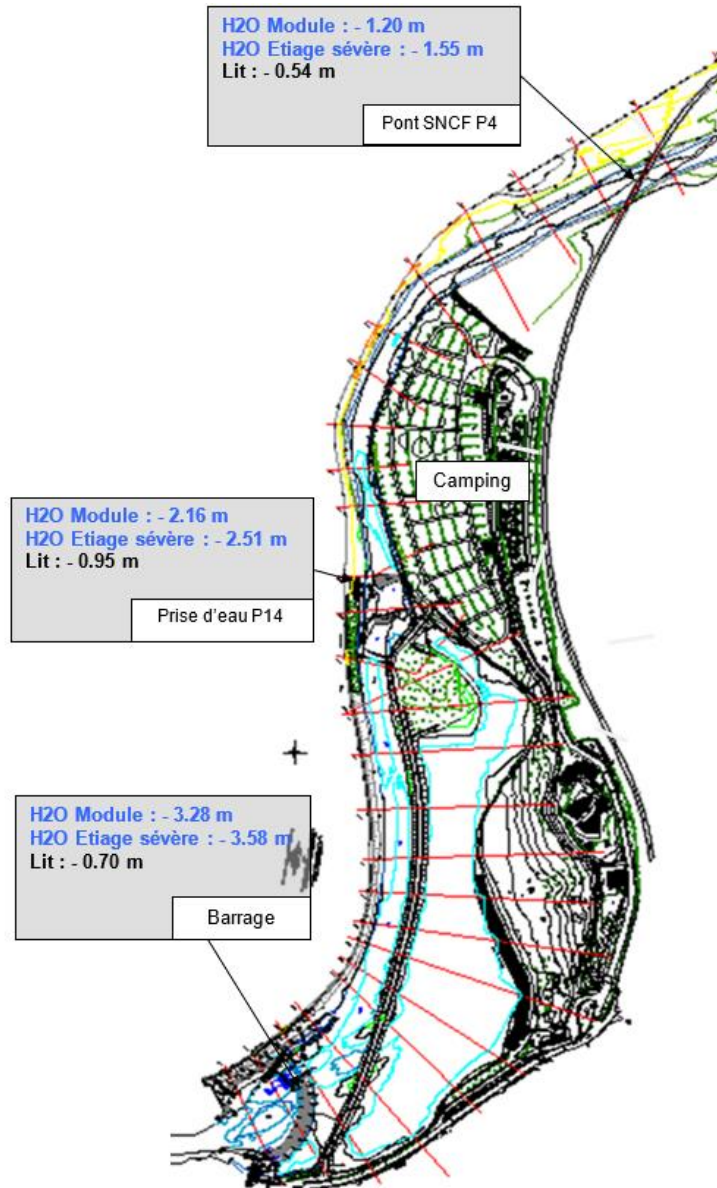 H2O Module : - 1.20 m
H2O Etiage sévère : - 1.55 m
Lit : - 0.54 m
Pont SNCF P4
Camping
H2O Module : - 2.16 m
H2O Etiage sévère : - 2.51 m
Lit : - 0.95 m
Prise d'eau P14
H2O Module : - 3.28 m
H2O Etiage sévère : - 3.58 m
Lit : - 0.70 m
Barrage